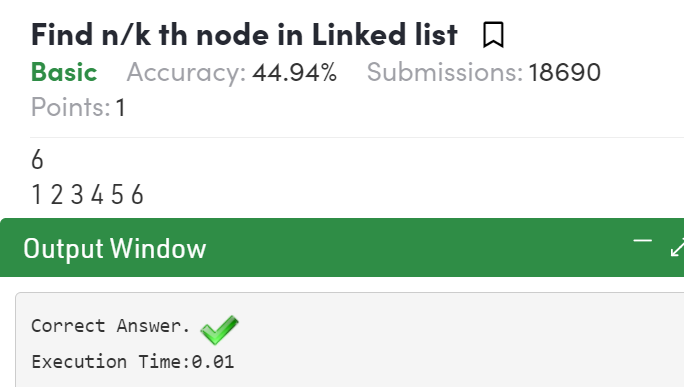 Find n/k th node in Linked list
Basic Accuracy: 44.94% Submissions: 18690
Points: 1
6
1 2 3 4 5 6
Output Window
Correct Answer.
Execution Time:0.01